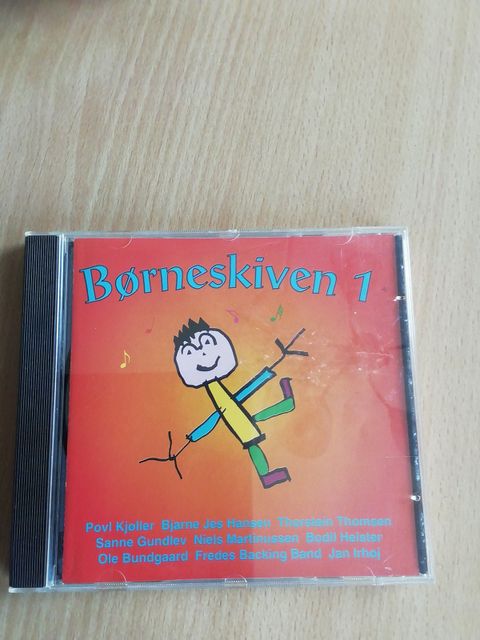 Børneskiven 1
Povl Kjøller Bjarne Jes Hansen Thorstein Thomsen
Sanne Gundlev Niels Martinussen Bodil Heister
Ole Bundgaard Fredes Backing Band Jan Irhøj